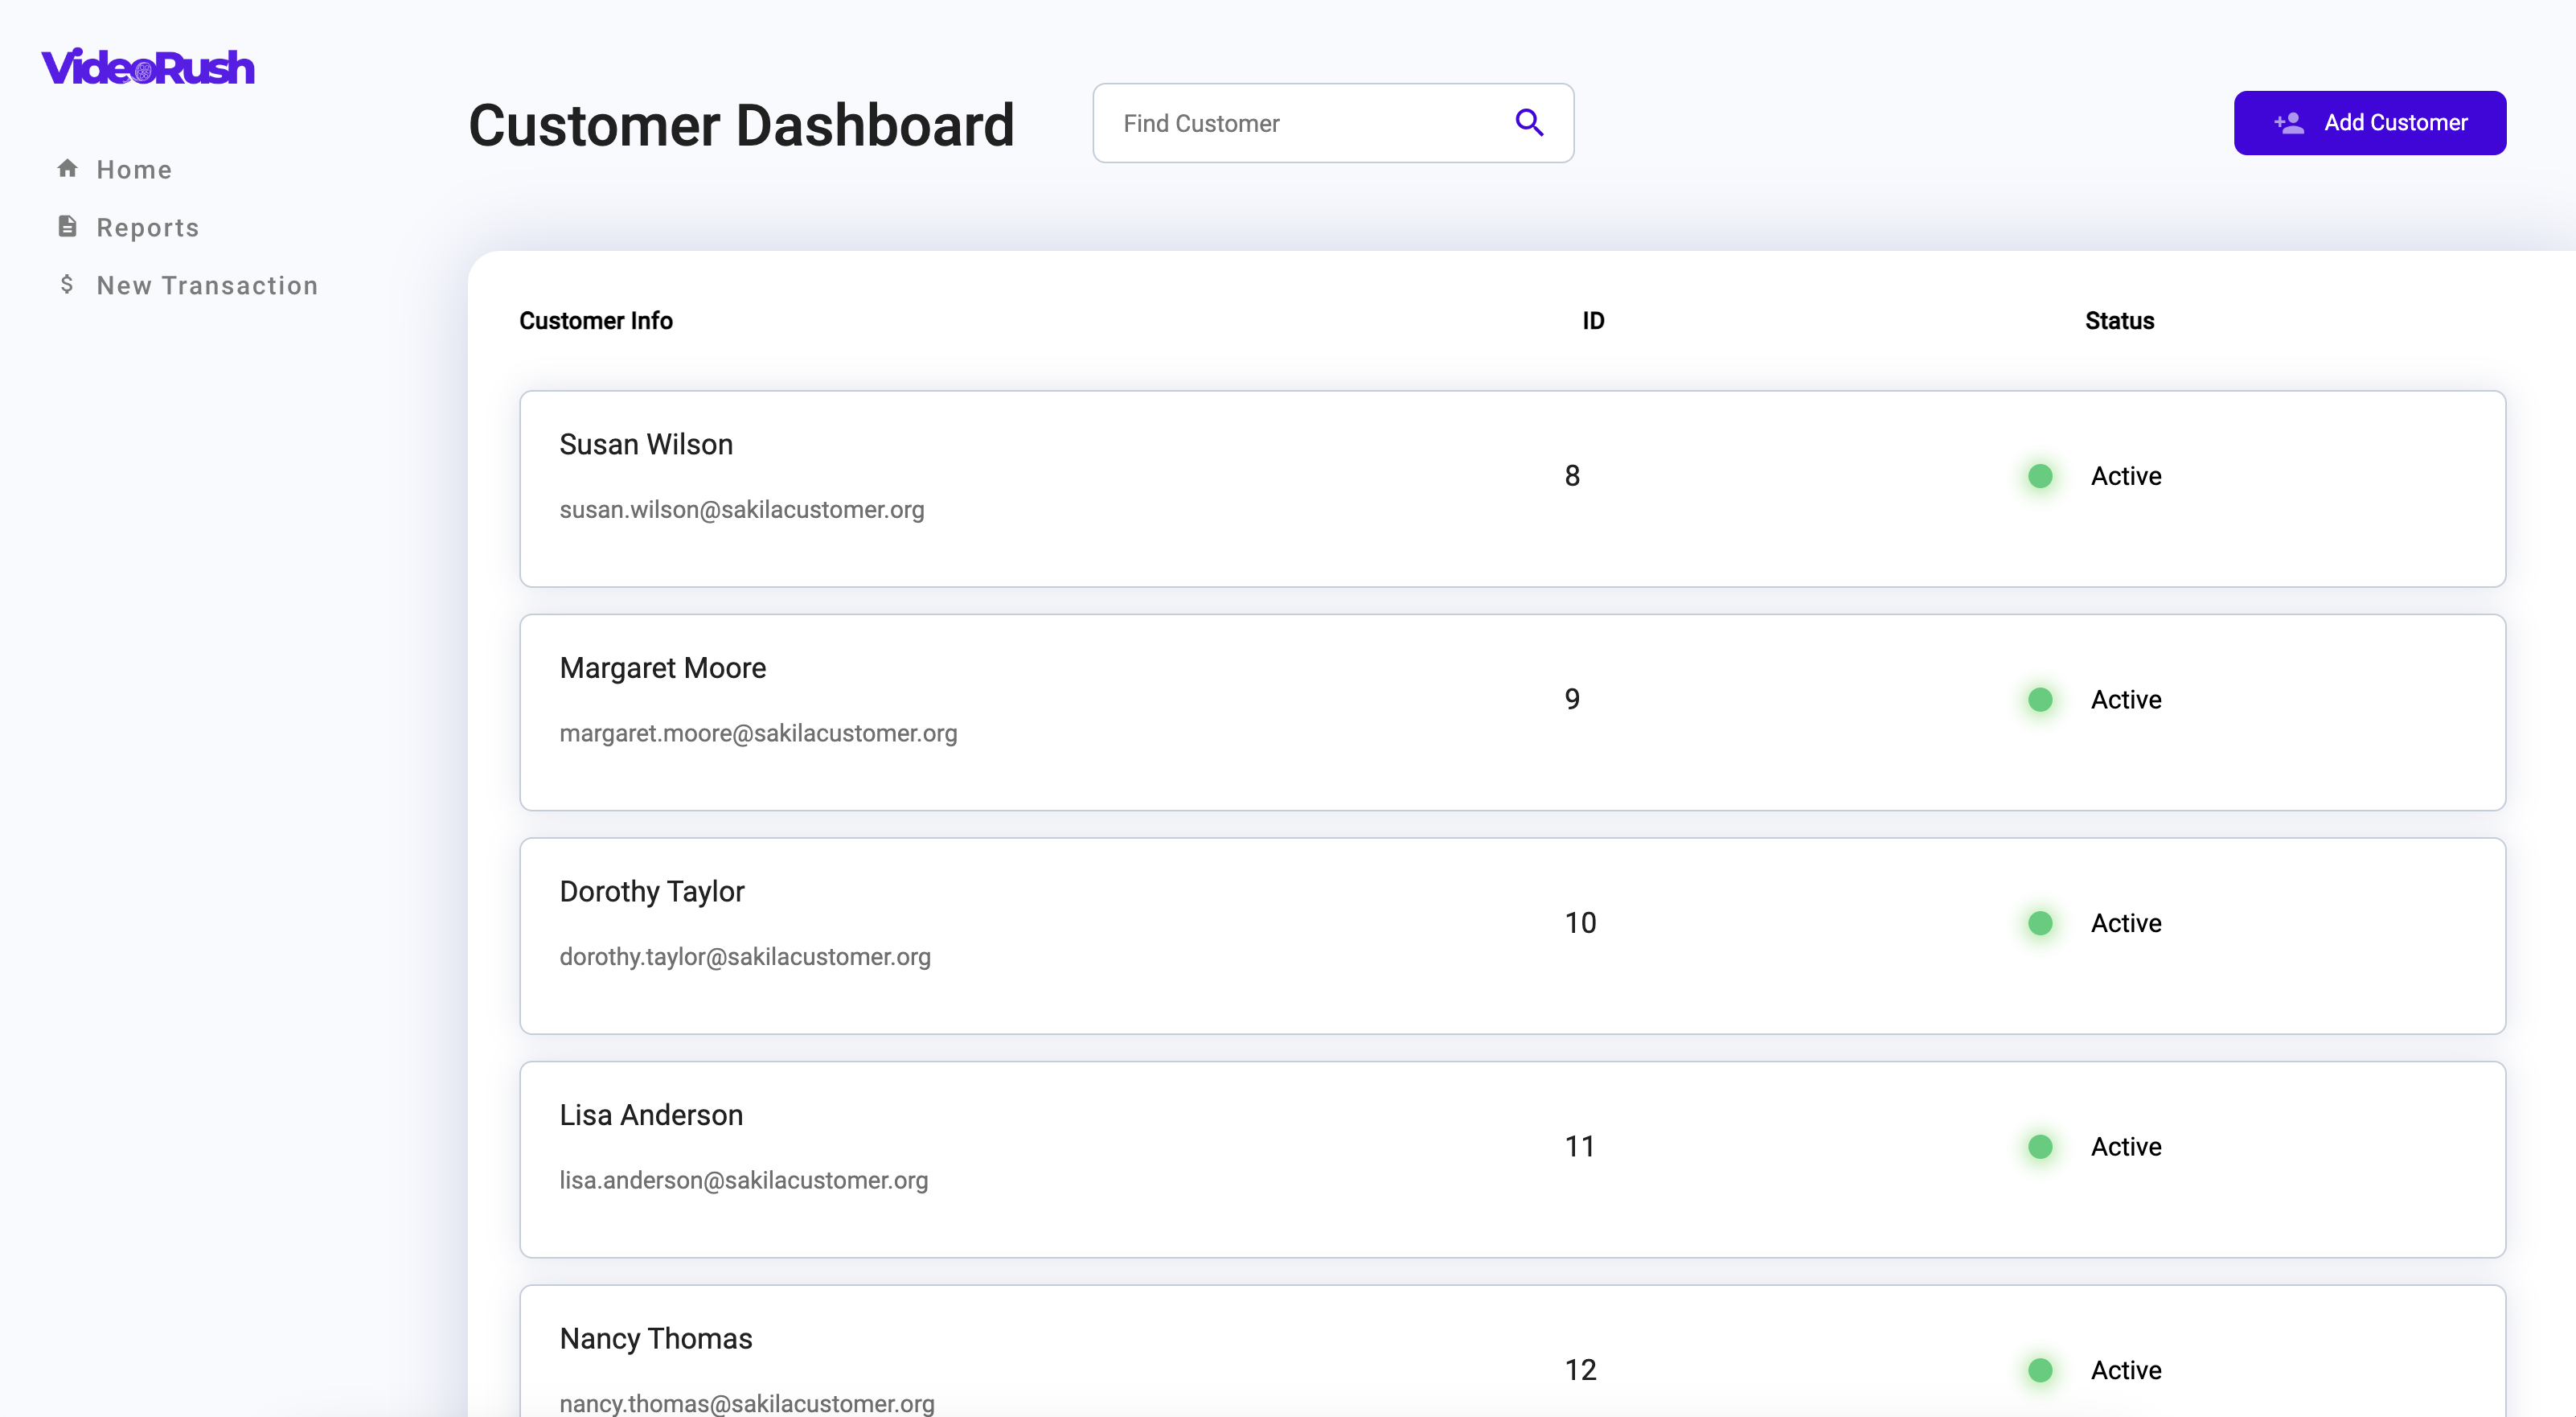 VideoRush
Home
Reports
New Transaction
Customer Dashboard
Find Customer
Add Customer
Customer Info ID Status
Susan Wilson
susan.wilson@sakilacustomer.org
8
Active
Margaret Moore
margaret.moore@sakilacustomer.org
9
Active
Dorothy Taylor
dorothy.taylor@sakilacustomer.org
10
Active
Lisa Anderson
lisa.anderson@sakilacustomer.org
11
Active
Nancy Thomas
nancy.thomas@sakilacustomer.org
12
Active